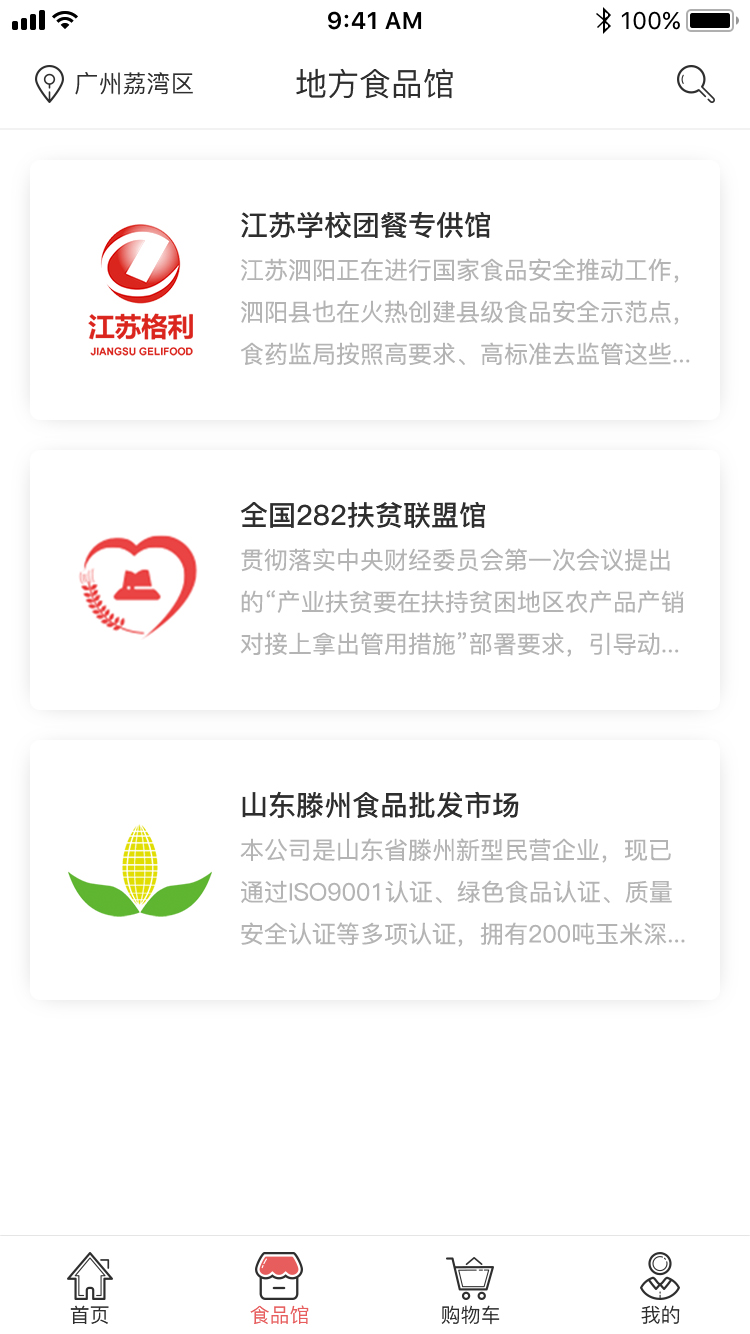 9:41 AM
100%
广州荔湾区
地方食品馆
江苏格利
JIANGSU GELIFOOD
江苏学校团餐专供馆
江苏泗阳正在进行国家食品安全推动工作，
泗阳县也在火热创建县级食品安全示范点，
食药监局按照高要求、高标准去监管这些...
全国282扶贫联盟馆
贯彻落实中央财经委员会第一次会议提出
的“产业扶贫要在扶持贫困地区农产品产销
对接上拿出管用措施”部署要求，引导动...
山东滕州食品批发市场
本公司是山东省滕州新型民营企业，现已
通过ISO9001认证、绿色食品认证、质量
安全认证等多项认证，拥有200吨玉米深...
首页
食品馆
购物车
我的